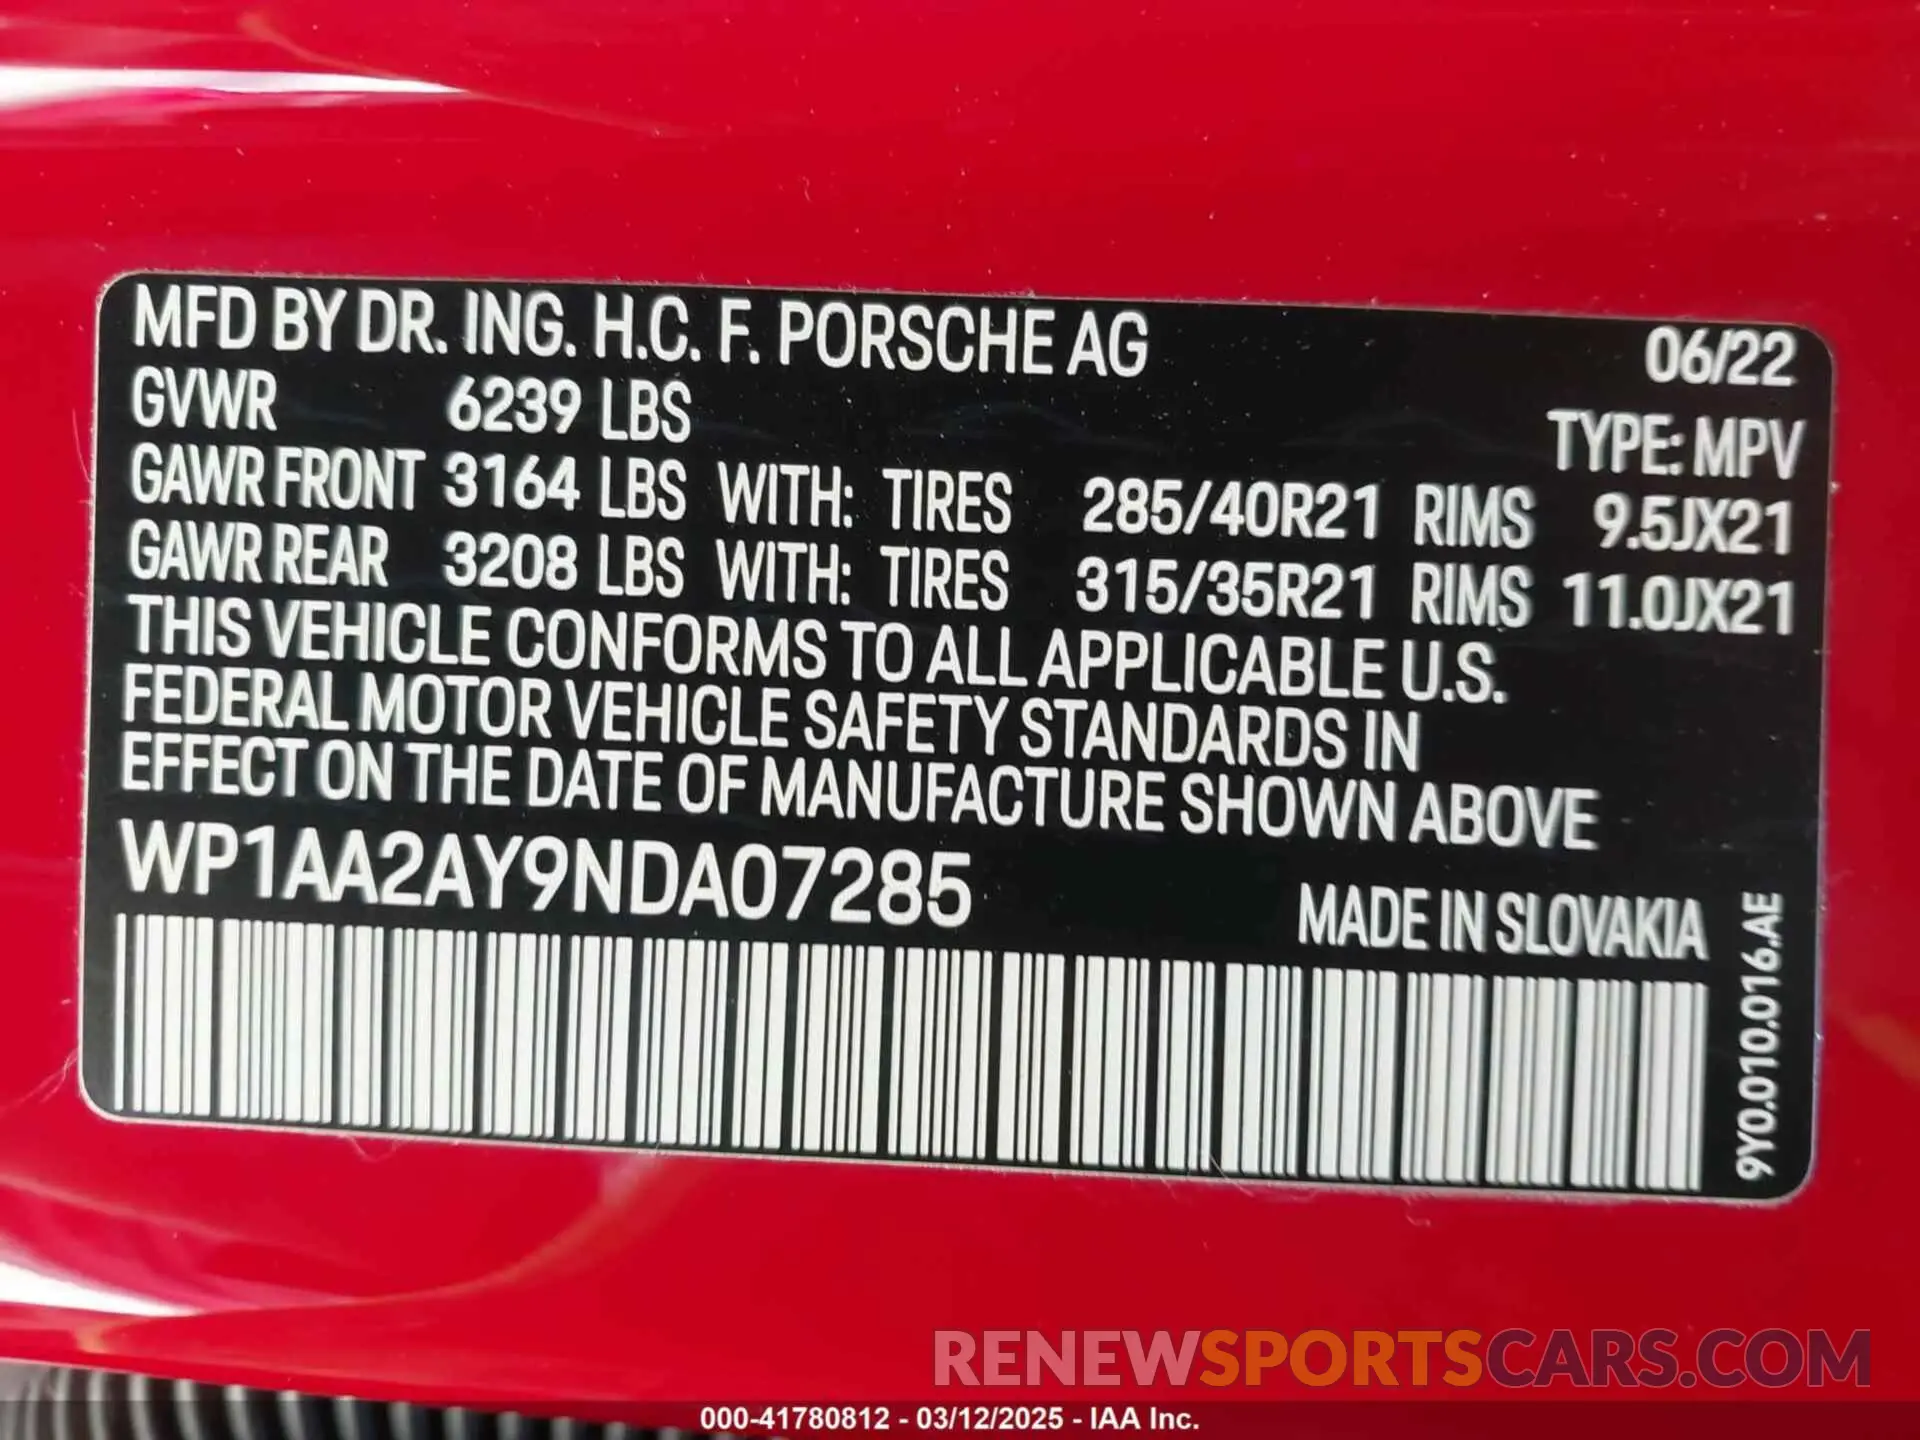 MFD BY DR. ING. H.C. F. PORSCHE AG 06/22
GVWR 6239 LBS TYPE: MPV
GAWR FRONT 3164 LBS WITH: TIRES 285/40R21 RIMS 9.5JX21
GAWR REAR 3208 LBS WITH: TIRES 315/35R21 RIMS 11.0JX21
THIS VEHICLE CONFORMS TO ALL APPLICABLE U.S.
FEDERAL MOTOR VEHICLE SAFETY STANDARDS IN
EFFECT ON THE DATE OF MANUFACTURE SHOWN ABOVE
WP1AA2AY9NDA07285
MADE IN SLOVAKIA
9Y0.010.016.AE
RENEWSPORTSCARS.COM
000-41780812 - 03/12/2025 - IAA Inc.